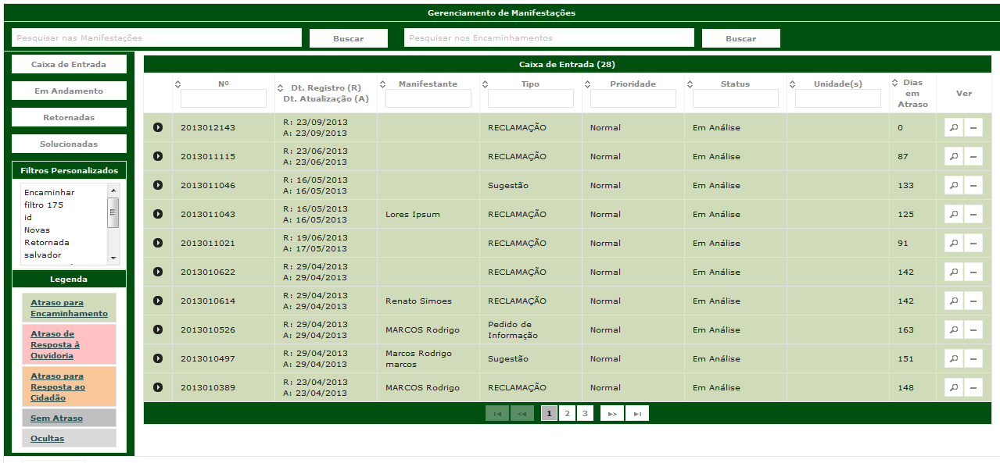 Gerenciamento de Manifestações
Pesquisar nas Manifestações
Buscar
Pesquisar nos Encaminhamentos
Buscar
Caixa de Entrada
Em Andamento
Retornadas
Solucionadas
Filtros Personalizados
Encaminhar
filtro 175
id
Novas
Retornada
salvador
Legenda
Atraso para
Encaminhamento
Atraso de
Resposta à
Ouvidoria
Atraso para
Resposta ao
Cidadão
Sem Atraso
Ocultas
Caixa de Entrada (28)
Nº
Dt. Registro (R)
Dt. Atualização (A)
Manifestante
Tipo
Prioridade
Status
Unidade(s)
Dias
em
Atraso
Ver
2013012143
R: 23/09/2013
A: 23/09/2013
RECLAMAÇÃO
Normal
Em Análise
0
2013011115
R: 23/06/2013
A: 23/06/2013
RECLAMAÇÃO
Normal
Em Análise
87
2013011046
R: 16/05/2013
A: 16/05/2013
Sugestão
Normal
Em Análise
133
2013011043
R: 16/05/2013
A: 16/05/2013
Lores Ipsum
RECLAMAÇÃO
Normal
Em Análise
125
2013011021
R: 19/06/2013
A: 17/05/2013
RECLAMAÇÃO
Normal
Em Análise
91
2013010622
R: 29/04/2013
A: 29/04/2013
RECLAMAÇÃO
Normal
Em Análise
142
2013010614
R: 29/04/2013
A: 29/04/2013
Renato Simoes
RECLAMAÇÃO
Normal
Em Análise
142
2013010526
R: 29/04/2013
A: 29/04/2013
MARCOS Rodrigo
Pedido de
Informação
Normal
Em Análise
163
2013010497
R: 29/04/2013
A: 29/04/2013
Marcos Rodrigo
marcos
Sugestão
Normal
Em Análise
151
2013010389
R: 23/04/2013
A: 23/04/2013
MARCOS Rodrigo
RECLAMAÇÃO
Normal
Em Análise
148
1 2 3